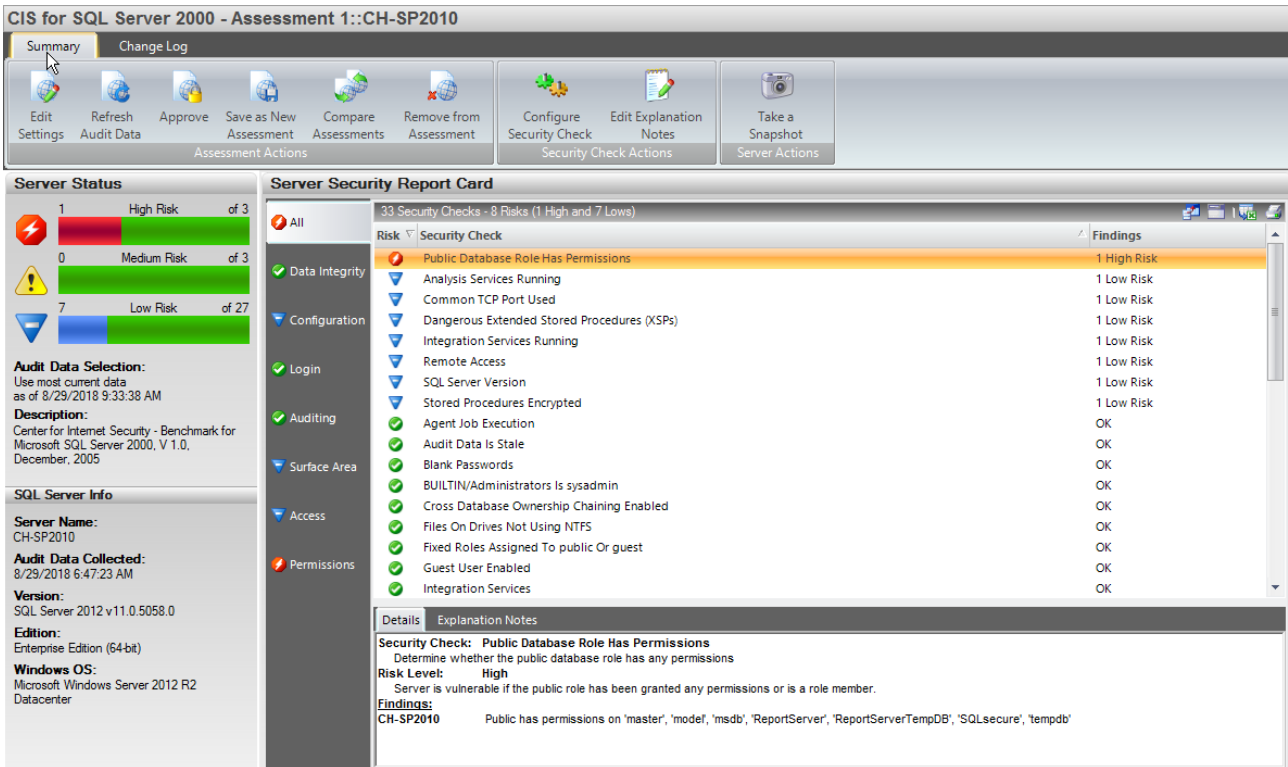 CIS for SQL Server 2000 - Assessment 1::CH-SP2010
Summary Change Log
Edit Settings
Refresh Audit Data
Approve
Save as New Assessment
Compare Assessments
Remove from Assessment
Assessment Actions
Configure Security Check
Edit Explanation Notes
Security Check Actions
Take a Snapshot
Server Actions
Server Status
1 High Risk of 3
0 Medium Risk of 3
7 Low Risk of 27
Audit Data Selection:
Use most current data
as of 8/29/2018 9:33:38 AM
Description:
Center for Internet Security - Benchmark for
Microsoft SQL Server 2000, V 1.0,
December, 2005
SQL Server Info
Server Name:
CH-SP2010
Audit Data Collected:
8/29/2018 6:47:23 AM
Version:
SQL Server 2012 v11.0.5058.0
Edition:
Enterprise Edition (64-bit)
Windows OS:
Microsoft Windows Server 2012 R2
Datacenter
Server Security Report Card
All
Data Integrity
Configuration
Login
Auditing
Surface Area
Access
Permissions
33 Security Checks - 8 Risks (1 High and 7 Lows)
Risk Security Check Findings
Public Database Role Has Permissions 1 High Risk
Analysis Services Running 1 Low Risk
Common TCP Port Used 1 Low Risk
Dangerous Extended Stored Procedures (XSPs) 1 Low Risk
Integration Services Running 1 Low Risk
Remote Access 1 Low Risk
SQL Server Version 1 Low Risk
Stored Procedures Encrypted 1 Low Risk
Agent Job Execution OK
Audit Data Is Stale OK
Blank Passwords OK
BUILTIN/Administrators Is sysadmin OK
Cross Database Ownership Chaining Enabled OK
Files On Drives Not Using NTFS OK
Fixed Roles Assigned To public Or guest OK
Guest User Enabled OK
Integration Services OK
Details Explanation Notes
Security Check: Public Database Role Has Permissions
Determine whether the public database role has any permissions
Risk Level: High
Server is vulnerable if the public role has been granted any permissions or is a role member.
Findings:
CH-SP2010 Public has permissions on 'master', 'model', 'msdb', 'ReportServer', 'ReportServerTempDB', 'SQLsecure', 'tempdb'